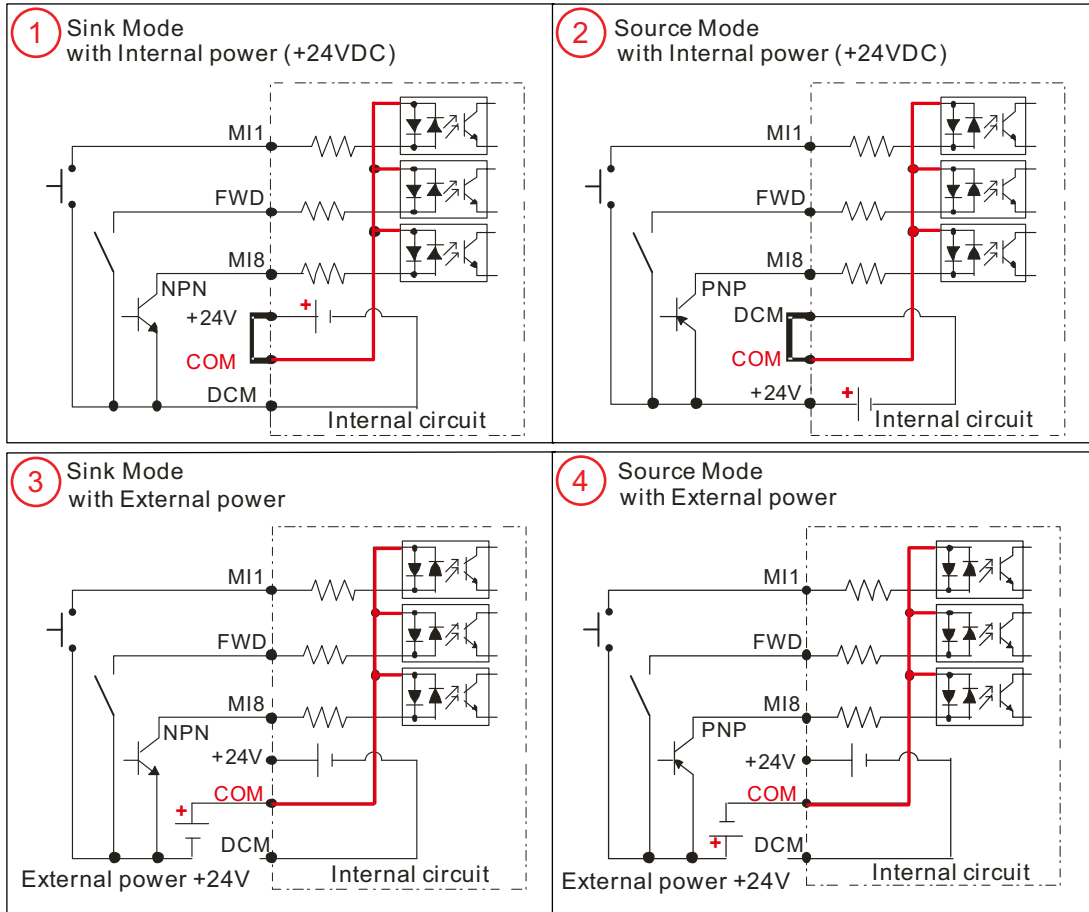 1 Sink Mode
with Internal power (+24VDC)
MI1
FWD
MI8
NPN
+24V
+
COM
DCM
Internal circuit
2 Source Mode
with Internal power (+24VDC)
MI1
FWD
MI8
PNP
DCM
COM
+24V
+
Internal circuit
3 Sink Mode
with External power
MI1
FWD
MI8
NPN
+24V
COM
+
DCM
Internal circuit
External power +24V
4 Source Mode
with External power
MI1
FWD
MI8
PNP
+24V
COM
+
DCM
Internal circuit
External power +24V